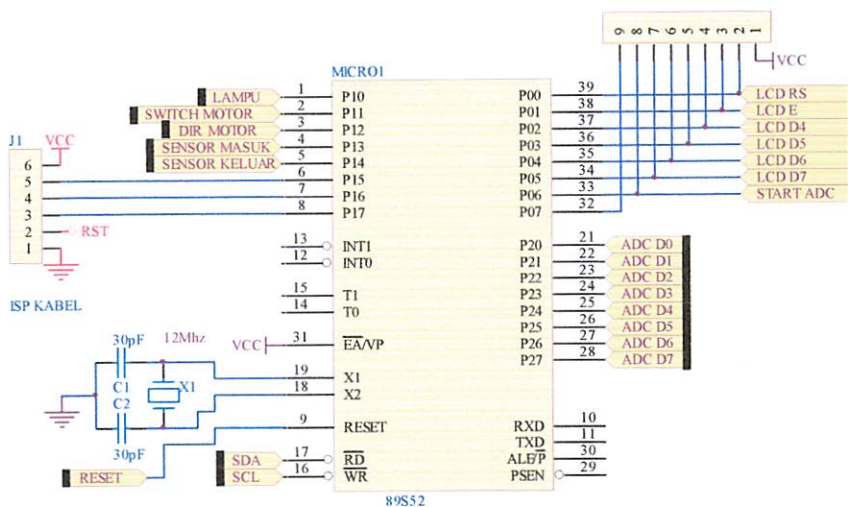 9 8 7 6 5 4 3 2 1
VCC
MICRO1
LAMPU 1 P10
SWITCH MOTOR 2 P11
DIR MOTOR 3 P12
SENSOR MASUK 4 P13
SENSOR KELUAR 5 P14
6 P15
7 P16
8 P17
13 INT1
12 INT0
15 T1
14 T0
VCC 31 EA/VP
19 X1
18 X2
9 RESET
SDA 17 RD
SCL 16 WR
P00 39 LCD RS
P01 38 LCD E
P02 37 LCD D4
P03 36 LCD D5
P04 35 LCD D6
P05 34 LCD D7
P06 33 START ADC
P07 32
P20 21 ADC D0
P21 22 ADC D1
P22 23 ADC D2
P23 24 ADC D3
P24 25 ADC D4
P25 26 ADC D5
P26 27 ADC D6
P27 28 ADC D7
RXD 10
TXD 11
ALE/P 30
PSEN 29
89S52
J1
VCC
6
5
4
3
2 RST
1
ISP KABEL
30pF 12Mhz
C1 X1
C2
30pF
RESET